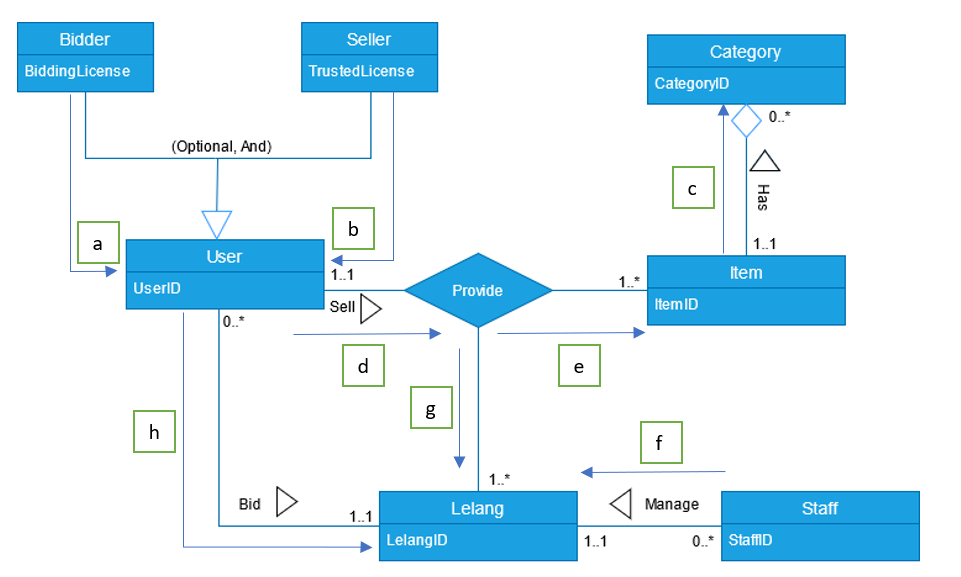 Bidder
BiddingLicense
Seller
TrustedLicense
Category
CategoryID
0..*
(Optional, And)
c
Has
a
b
1..1
User
UserID
1..1
Sell
Provide
1..*
Item
ItemID
0..*
d
e
g
h
f
1..*
Bid
1..1
Lelang
LelangID
Manage
1..1
0..*
Staff
StaffID